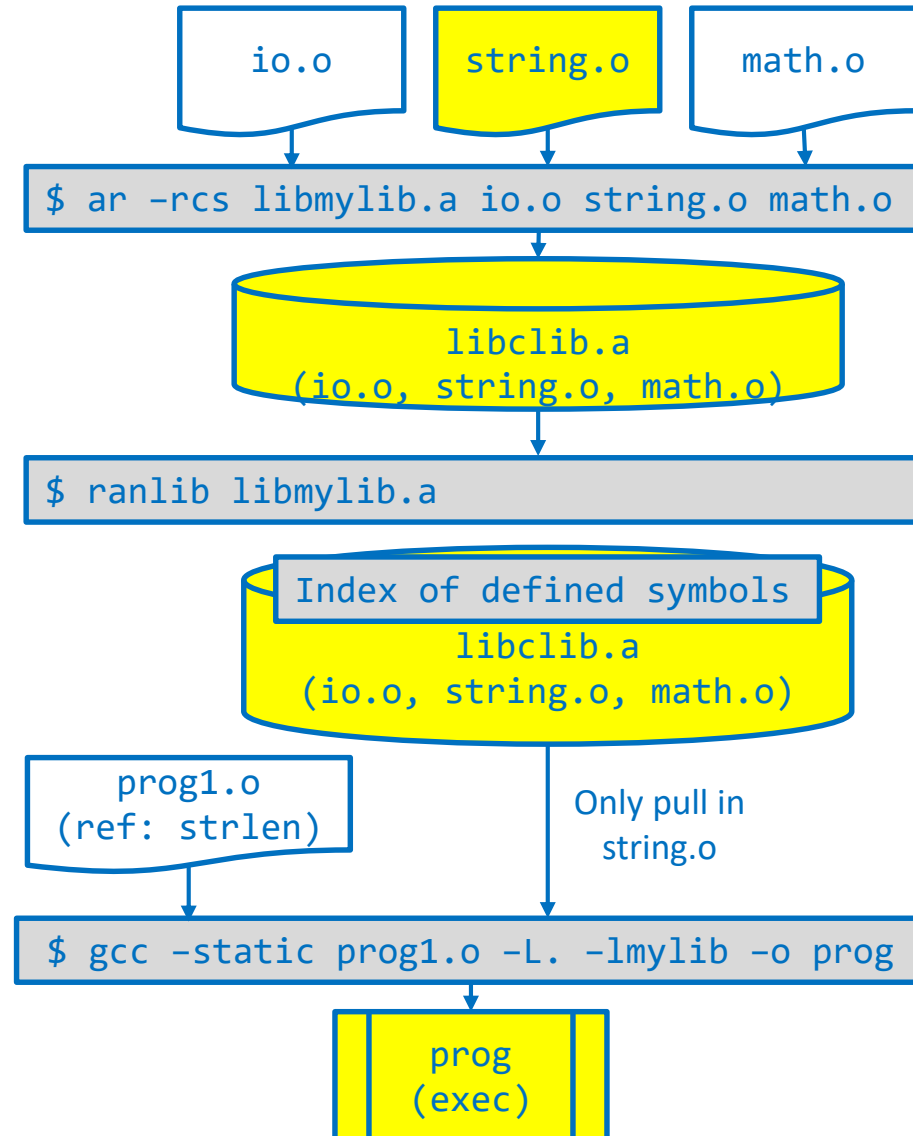 io.o
string.o
math.o
$ ar –rcs libmylib.a io.o string.o math.o
libclib.a
(io.o, string.o, math.o)
$ ranlib libmylib.a
Index of defined symbols
libclib.a
(io.o, string.o, math.o)
prog1.o
(ref: strlen)
Only pull in
string.o
$ gcc –static prog1.o –L. –lmylib –o prog
prog
(exec)